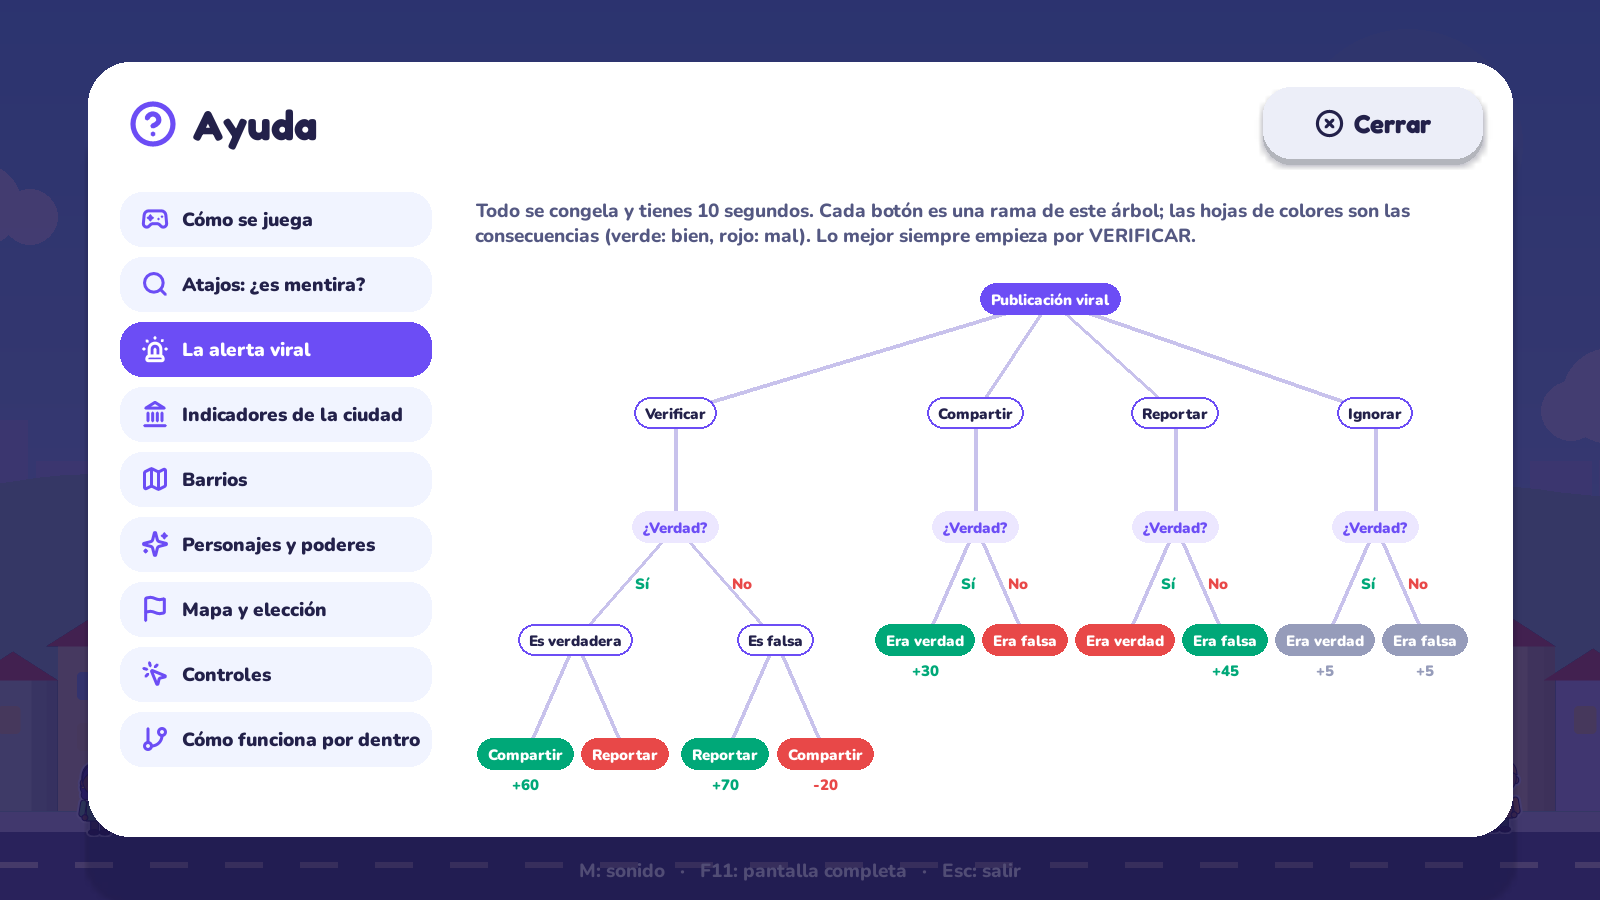 Ayuda
Cerrar
Cómo se juega
Atajos: ¿es mentira?
La alerta viral
Indicadores de la ciudad
Barrios
Personajes y poderes
Mapa y elección
Controles
Cómo funciona por dentro
Todo se congela y tienes 10 segundos. Cada botón es una rama de este árbol; las hojas de colores son las
consecuencias (verde: bien, rojo: mal). Lo mejor siempre empieza por VERIFICAR.
Publicación viral
Verificar Compartir Reportar Ignorar
¿Verdad? ¿Verdad? ¿Verdad? ¿Verdad?
Sí No Sí No Sí No Sí No
Es verdadera Es falsa Era verdad Era falsa Era verdad Era falsa Era verdad Era falsa
+30 +45 +5 +5
Compartir Reportar Reportar Compartir
+60 +70 -20
M: sonido · F11: pantalla completa · Esc: salir